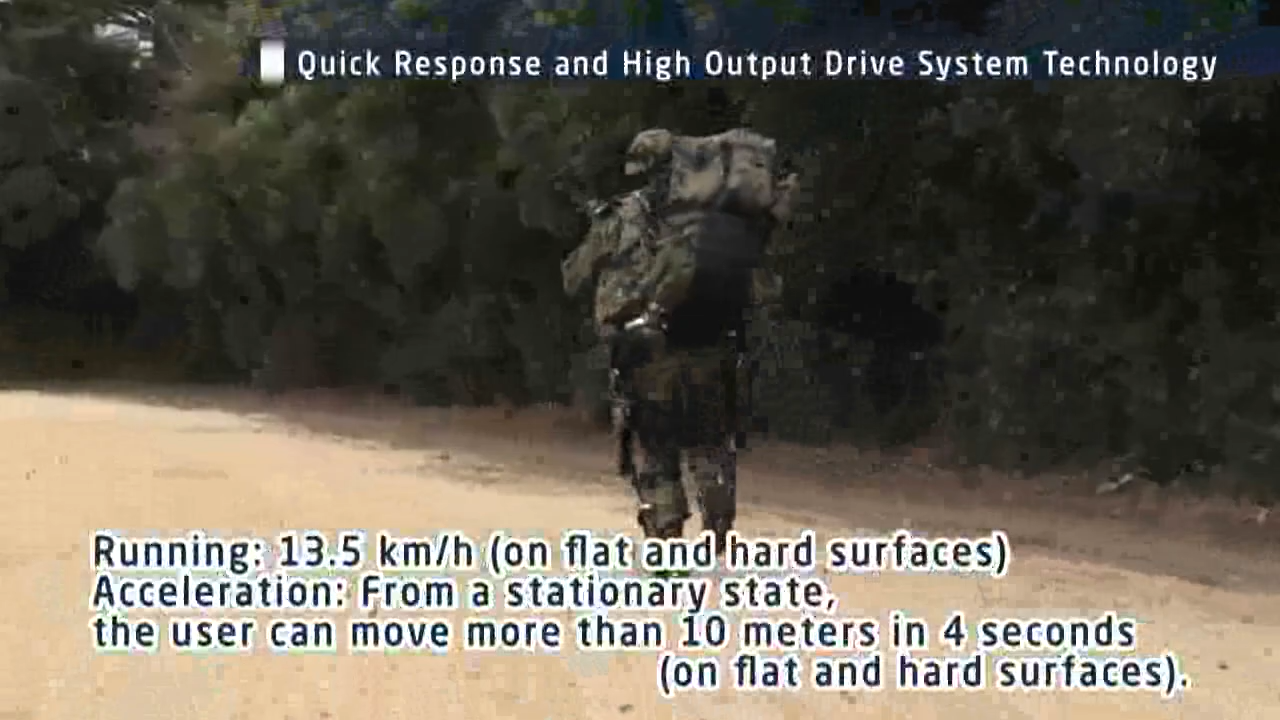 Quick Response and High Output Drive System Technology
Running: 13.5 km/h (on flat and hard surfaces)
Acceleration: From a stationary state,
the user can move more than 10 meters in 4 seconds
(on flat and hard surfaces).